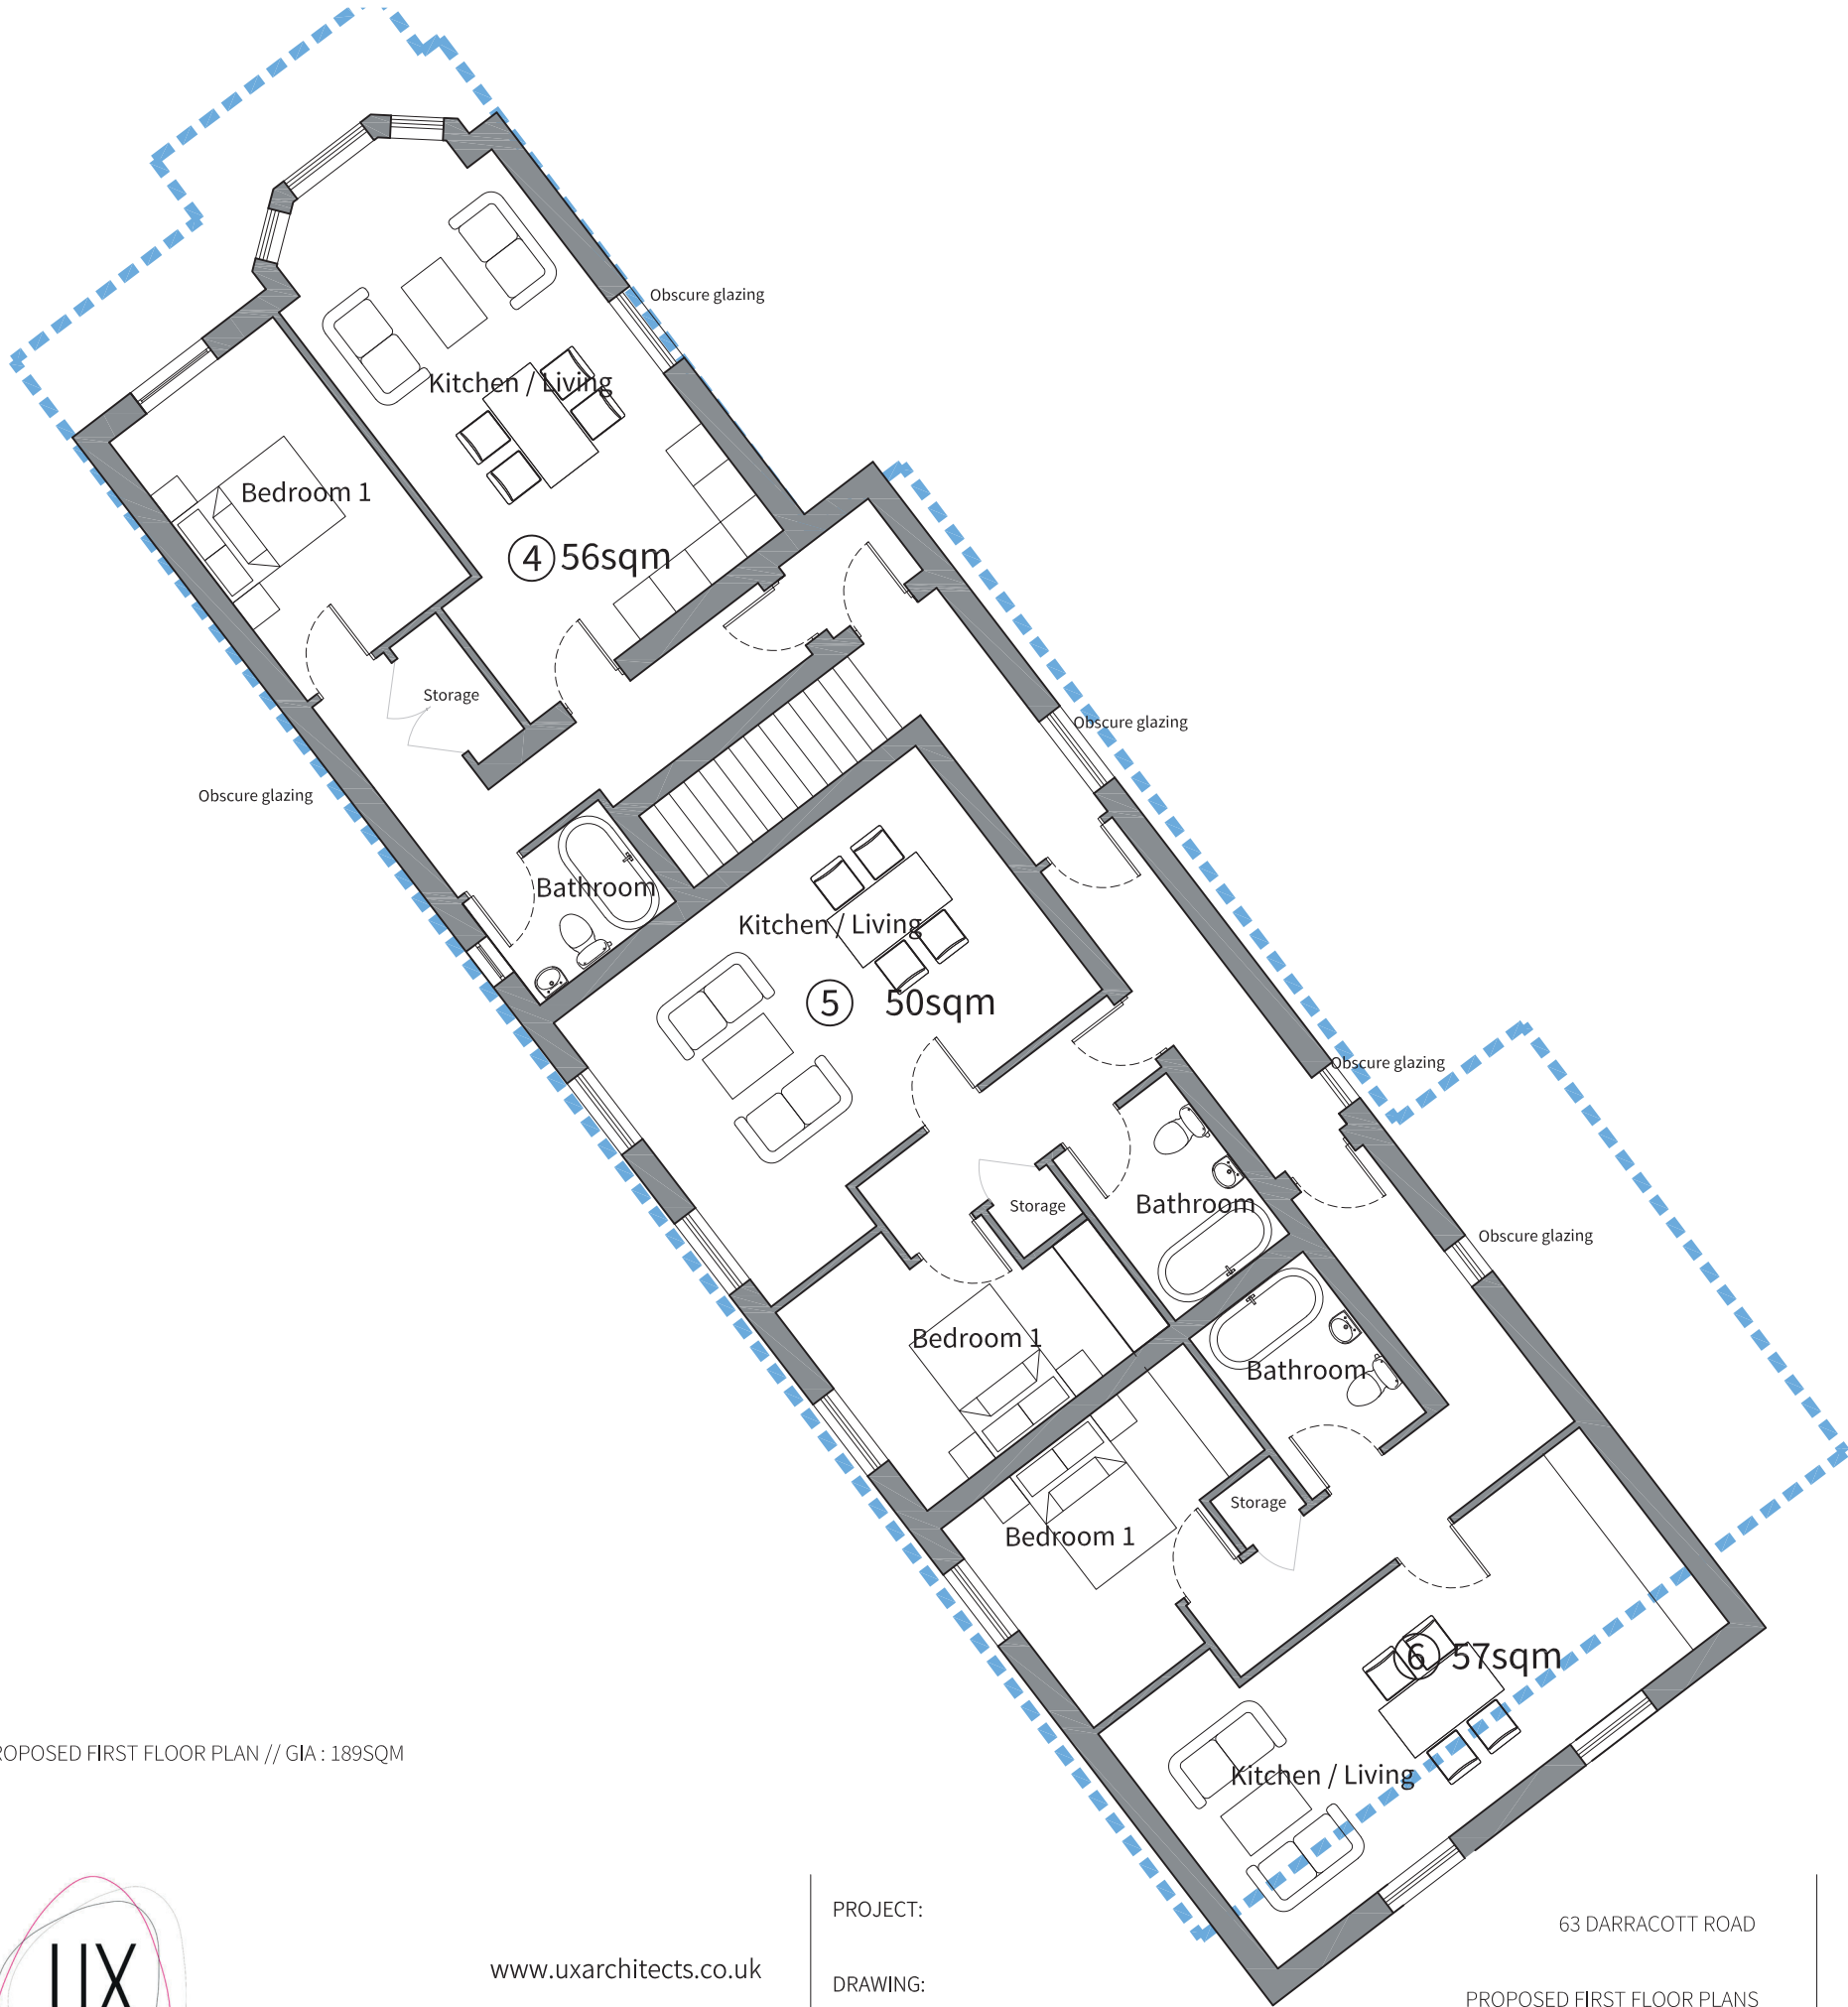 Obscure glazing
Kitchen / Living
Bedroom 1
4 56sqm
Storage
Obscure glazing
Obscure glazing
Bathroom
Kitchen / Living
5 50sqm
Obscure glazing
Storage
Bathroom
Obscure glazing
Bedroom 1
Bathroom
Storage
Bedroom 1
6 57sqm
Kitchen / Living
ROPOSED FIRST FLOOR PLAN // GIA : 189SQM
UX
www.uxarchitects.co.uk
PROJECT:
63 DARRACOTT ROAD
DRAWING:
PROPOSED FIRST FLOOR PLANS